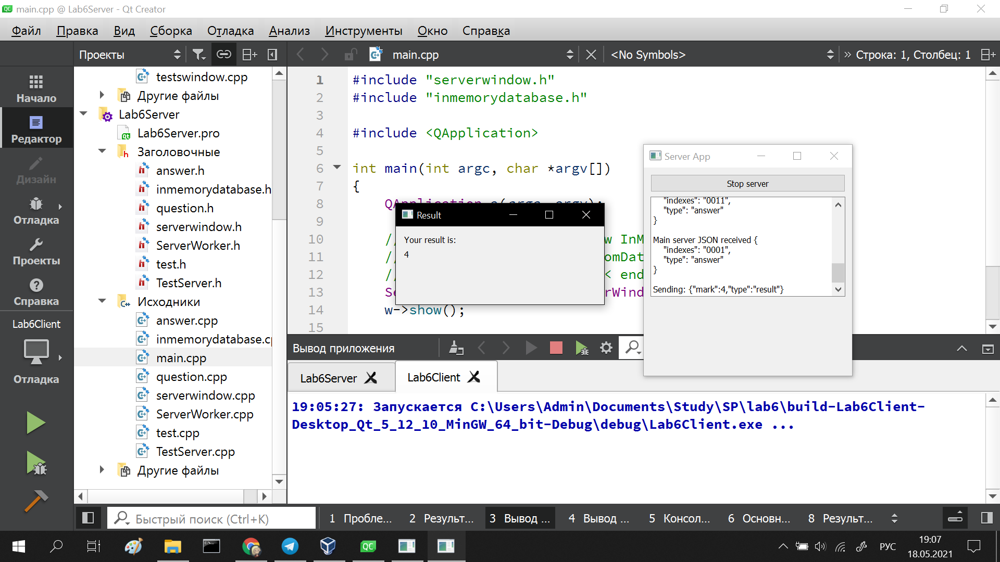 main.cpp @ Lab6Server - Qt Creator
Файл Правка Вид Сборка Отладка Анализ Инструменты Окно Справка
Проекты
main.cpp
<No Symbols>
» Строка: 1, Столбец: 1
Начало
Редактор
Дизайн
Отладка
Проекты
Справка
Lab6Client
Отладка
testswindow.cpp
Другие файлы
Lab6Server
Lab6Server.pro
Заголовочные
answer.h
inmemorydatabase.h
question.h
serverwindow.h
ServerWorker.h
test.h
TestServer.h
Исходники
answer.cpp
inmemorydatabase.cp
main.cpp
question.cpp
serverwindow.cpp
ServerWorker.cpp
test.cpp
TestServer.cpp
Другие файлы
1 #include "serverwindow.h"
2 #include "inmemorydatabase.h"
3
4 #include <QApplication>
5
6 int main(int argc, char *argv[])
7 {
8 QApplication a(argc, argv);
9
10 // w InM
11 // omDat
12 // < end
13 Se rWind
14 w->show();
15
Result
Your result is:
4
Server App
Stop server
"indexes": "0011",
"type": "answer"
}
Main server JSON received {
"indexes": "0001",
"type": "answer"
}
Sending: {"mark":4,"type":"result"}
Вывод приложения
Lab6Server
Lab6Client
19:05:27: Запускается C:\Users\Admin\Documents\Study\SP\lab6\build-Lab6Client-
Desktop_Qt_5_12_10_MinGW_64_bit-Debug\debug\Lab6Client.exe ...
Быстрый поиск (Ctrl+K)
1 Пробле... 2 Результ... 3 Вывод ... 4 Вывод ... 5 Консол... 6 Основн... 8 Результ...
РУС
19:07
18.05.2021